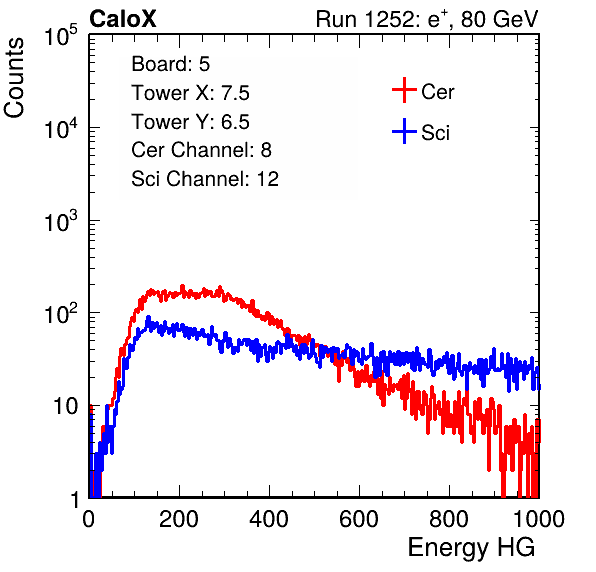 CaloX
Run 1252: e⁺, 80 GeV
Counts
10⁵
10⁴
10³
10²
10
1
Board: 5
Tower X: 7.5
Tower Y: 6.5
Cer Channel: 8
Sci Channel: 12
Cer
Sci
0 200 400 600 800 1000
Energy HG